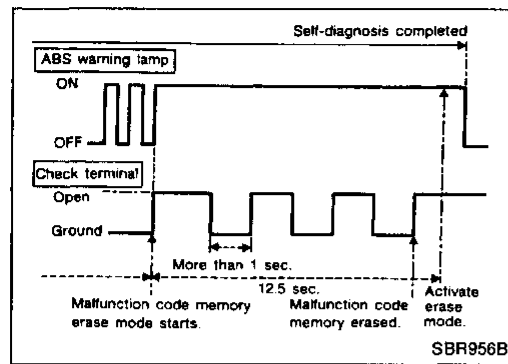 Self-diagnosis completed
ABS warning lamp
ON
OFF
Check terminal
Open
Ground
More than 1 sec.
12.5 sec.
Malfunction code memory
erase mode starts.
Malfunction code
memory erased.
Activate
erase
mode.
SBR956B